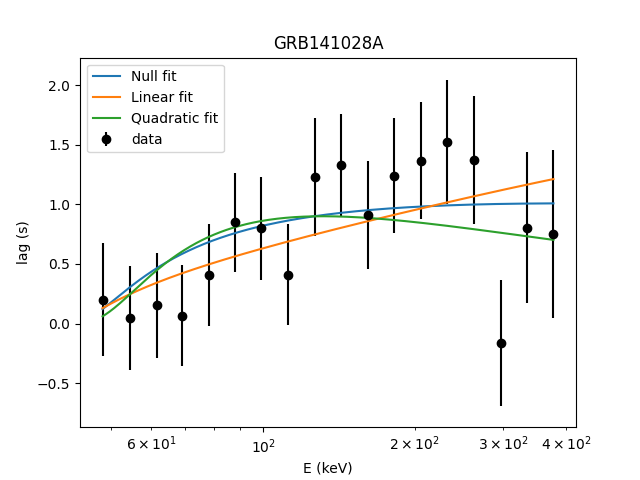 GRB141028A
Null fit
Linear fit
Quadratic fit
data
lag (s)
2.0
1.5
1.0
0.5
0.0
−0.5
6 × 10¹
10²
2 × 10²
3 × 10²
4 × 10²
E (keV)